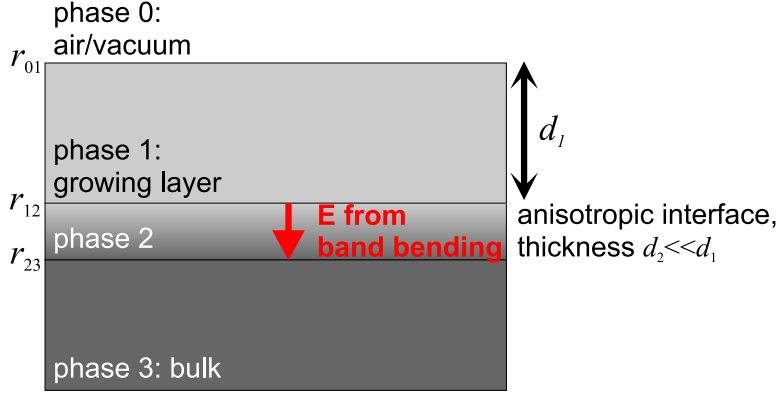 phase 0:
air/vacuum
r01
d1
phase 1:
growing layer
r12
E from
band bending
anisotropic interface,
thickness d2<<d1
phase 2
r23
phase 3: bulk